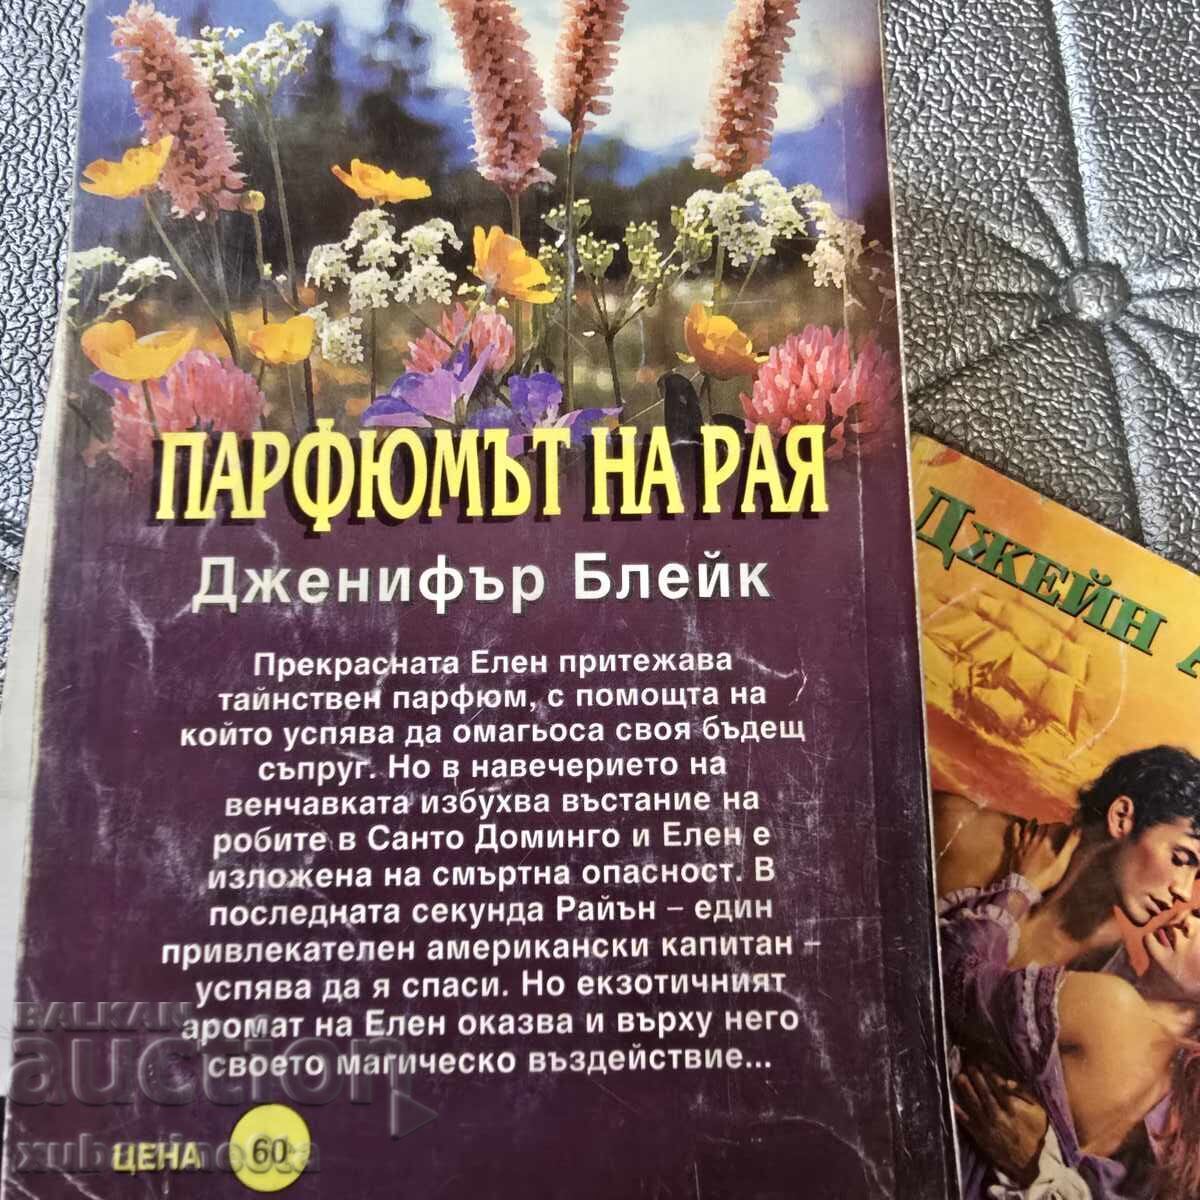 ПАРФЮМЪТ НА РАЯ
Дженифър Блейк
Прекрасната Елен притежава
тайнствен парфюм, с помощта на
който успява да омагьоса своя бъдещ
съпруг. Но в навечерието на
венчавката избухва въстание на
робите в Санто Доминго и Елен е
изложена на смъртна опасност. В
последната секунда Райън – един
привлекателен американски капитан –
успява да я спаси. Но екзотичният
аромат на Елен оказва и върху него
своето магическо въздействие...
ЦЕНА 60
Джейн
BALKAN
auction